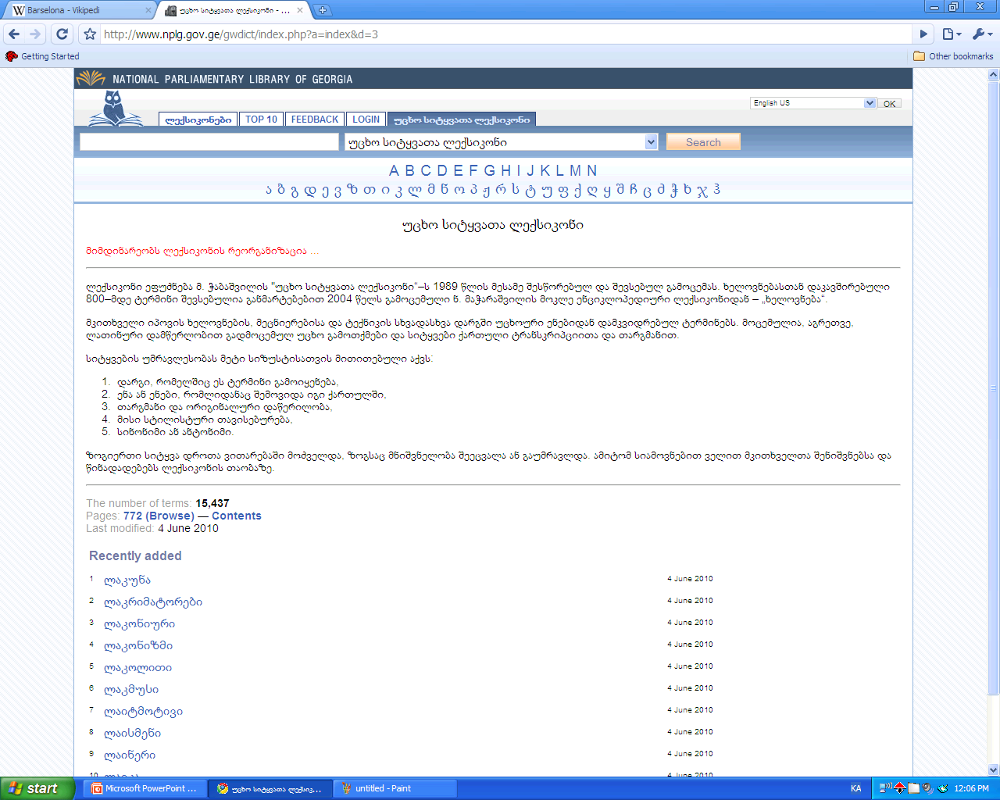 Barselona - Vikipedi
უცხო სიტყვათა ლექსიკონი - ...
http://www.nplg.gov.ge/gwdict/index.php?a=index&d=3
Getting Started
Other bookmarks
NATIONAL PARLIAMENTARY LIBRARY OF GEORGIA
English US
OK
ლექსიკონები TOP 10 FEEDBACK LOGIN უცხო სიტყვათა ლექსიკონი
უცხო სიტყვათა ლექსიკონი
Search
A B C D E F G H I J K L M N
ა ბ გ დ ე ვ ზ თ ი კ ლ მ ნ ო პ ჟ რ ს ტ უ ფ ქ ღ ყ შ ჩ ც ძ ჭ ხ ჯ ჰ
უცხო სიტყვათა ლექსიკონი
მიმდინარეობს ლექსიკონის რეორგანიზაცია ...
ლექსიკონი ეფუძნება მ. ჭაბაშვილის "უცხო სიტყვათა ლექსიკონი“–ს 1989 წლის მესამე შესწორებულ და შევსებულ გამოცემას. ხელოვნებასთან დაკავშირებული
800–მდე ტერმინი შევსებულია განმარტებებით 2004 წელს გამოცემული ნ. მაჭარაშვილის მოკლე ენციკლოპედიური ლექსიკონიდან – „ხელოვნება“.
მკითხველი იპოვის ხელოვნების, მეცნიერებისა და ტექნიკის სხვადასხვა დარგში უცხოური ენებიდან დამკვიდრებულ ტერმინებს. მოცემულია, აგრეთვე,
ლათინური დამწერლობით გადმოცემულ უცხო გამოთქმები და სიტყვები ქართული ტრანსკრიპციითა და თარგმანით.
სიტყვების უმრავლესობას მეტი სიზუსტისათვის მითითებული აქვს:
1. დარგი, რომელშიც ეს ტერმინი გამოიყენება,
2. ენა ან ენები, რომლიდანაც შემოვიდა იგი ქართულში,
3. თარგმანი და ორიგინალური დაწერილობა,
4. მისი სტილისტური თავისებურება,
5. სინონიმი ან ანტონიმი.
ზოგიერთი სიტყვა დროთა ვითარებაში მოძველდა, ზოგსაც მნიშვნელობა შეეცვალა ან გაუმრავლდა. ამიტომ სიამოვნებით ველით მკითხველთა შენიშვნებსა და
წინადადებებს ლექსიკონის თაობაზე.
The number of terms: 15,437
Pages: 772 (Browse) — Contents
Last modified: 4 June 2010
Recently added
1 ლაკუნა 4 June 2010
2 ლაკრიმატორები 4 June 2010
3 ლაკონიური 4 June 2010
4 ლაკონიზმი 4 June 2010
5 ლაკოლითი 4 June 2010
6 ლაკმუსი 4 June 2010
7 ლაიტმოტივი 4 June 2010
8 ლაისმენი 4 June 2010
9 ლაინერი 4 June 2010
10 4 June 2010
start
Microsoft PowerPoint ...
უცხო სიტყვათა ლექსიკ...
untitled - Paint
KA
12:06 PM